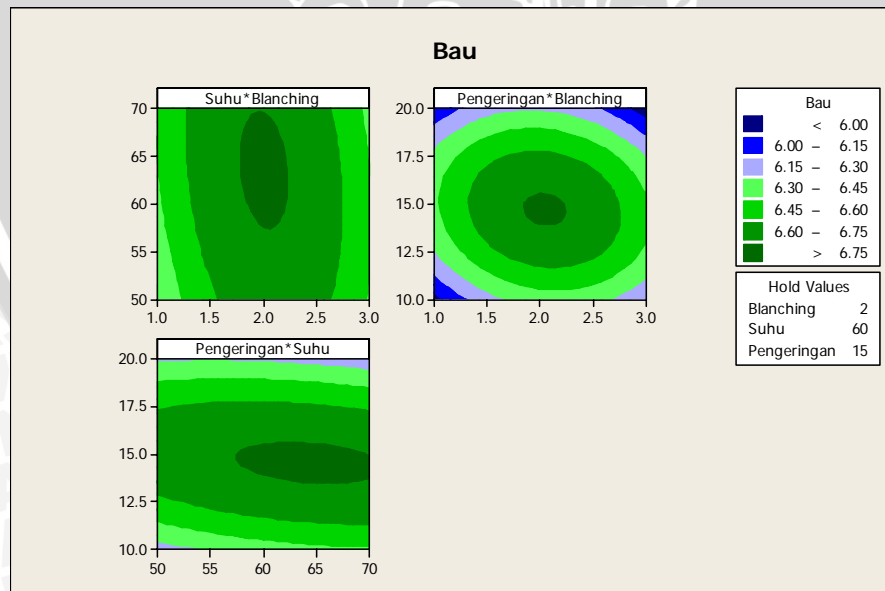 Bau
Suhu*Blanching
70
65
60
55
50
1.0 1.5 2.0 2.5 3.0
Pengeringan*Blanching
20.0
17.5
15.0
12.5
10.0
1.0 1.5 2.0 2.5 3.0
Pengeringan*Suhu
20.0
17.5
15.0
12.5
10.0
50 55 60 65 70
Bau
< 6.00
6.00 – 6.15
6.15 – 6.30
6.30 – 6.45
6.45 – 6.60
6.60 – 6.75
> 6.75
Hold Values
Blanching 2
Suhu 60
Pengeringan 15